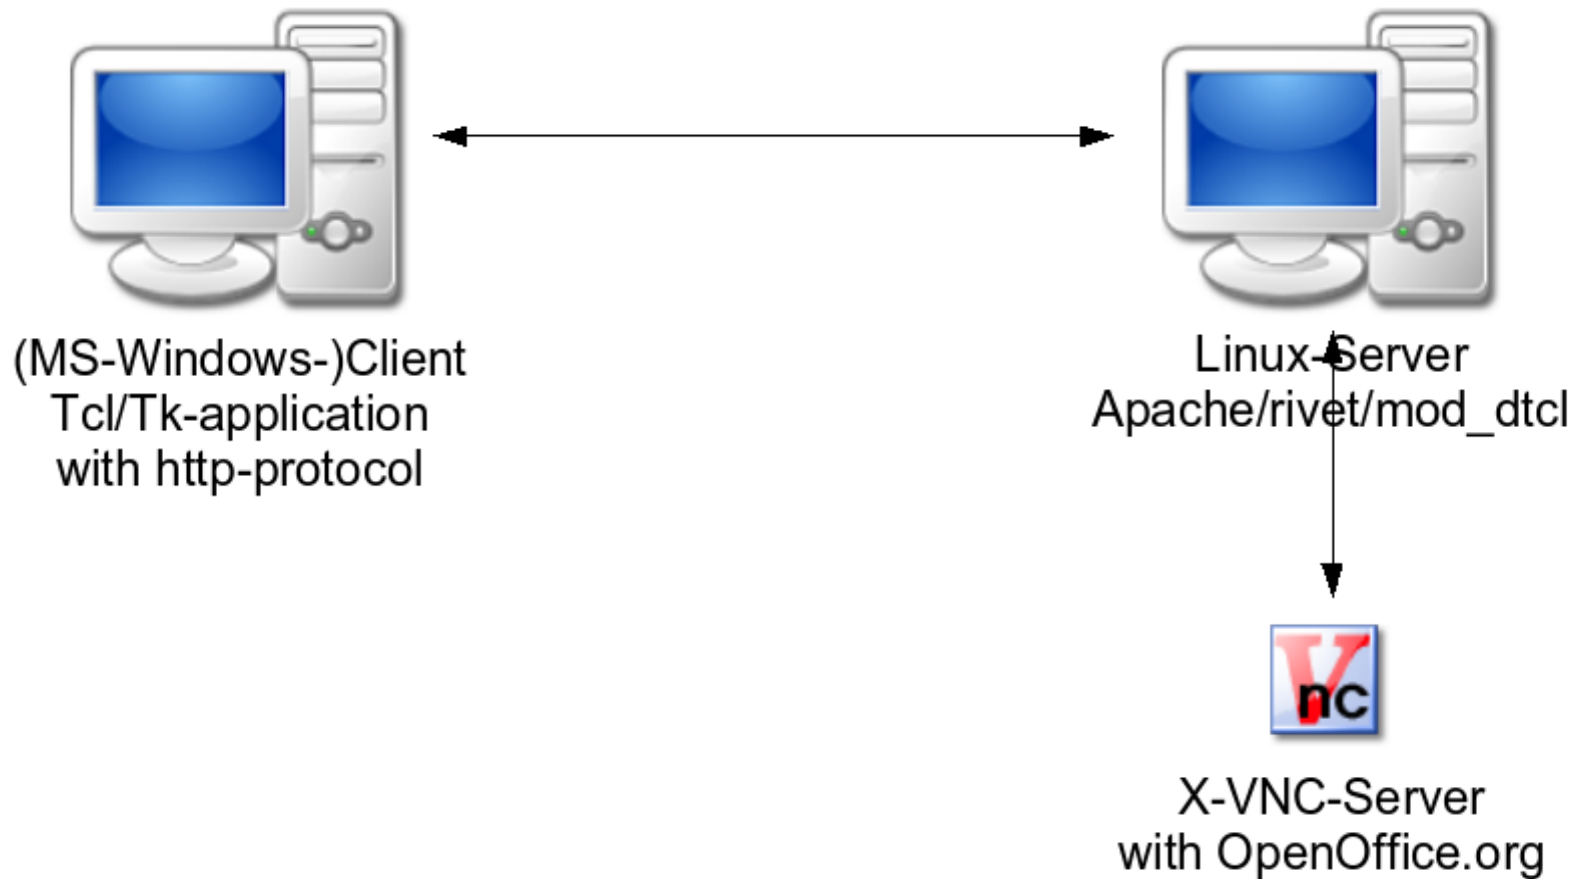 (MS-Windows-)Client
Tcl/Tk-application
with http-protocol
Linux-Server
Apache/rivet/mod_dtcl
Vnc
X-VNC-Server
with OpenOffice.org